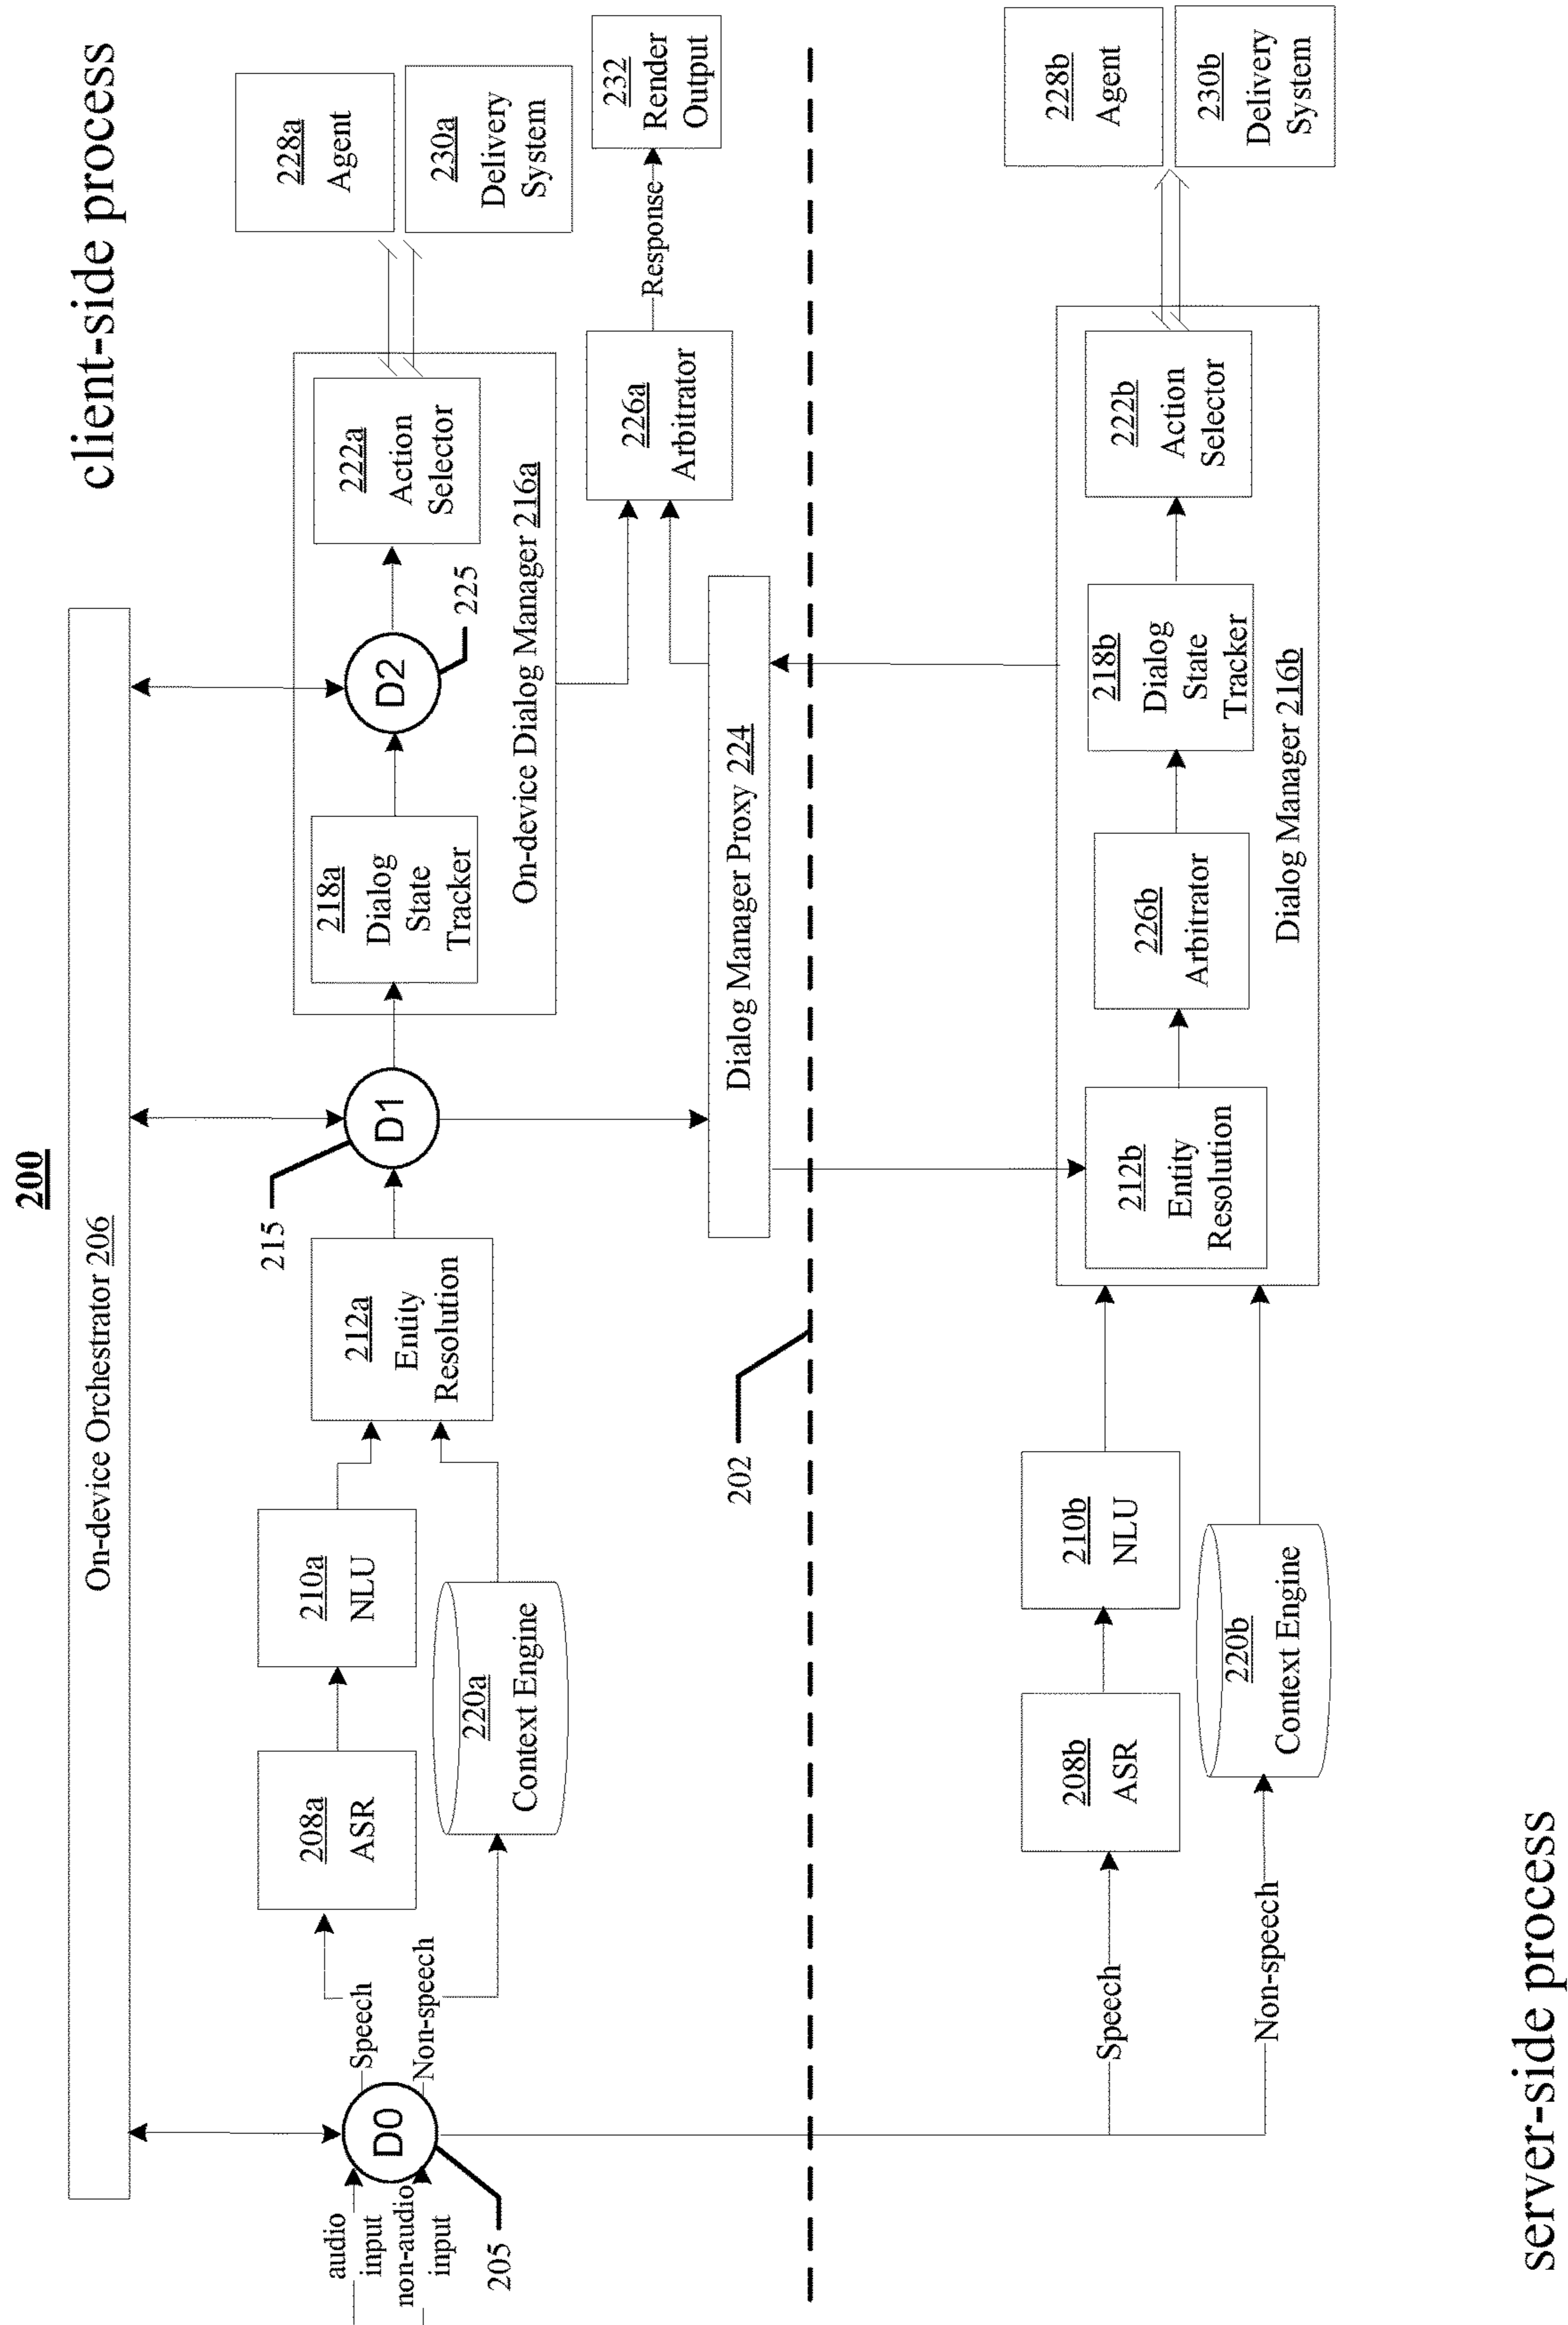 200
client-side process
On-device Orchestrator 206
audio
input
non-audio
input
D0
205
Speech
Non-speech
208a
ASR
210a
NLU
220a
Context Engine
212a
Entity
Resolution
215
D1
218a
Dialog
State
Tracker
D2
225
222a
Action
Selector
On-device Dialog Manager 216a
228a
Agent
230a
Delivery
System
Dialog Manager Proxy 224
226a
Arbitrator
Response
232
Render
Output
202
Speech
Non-speech
208b
ASR
210b
NLU
220b
Context Engine
212b
Entity
Resolution
226b
Arbitrator
218b
Dialog
State
Tracker
222b
Action
Selector
Dialog Manager 216b
228b
Agent
230b
Delivery
System
server-side process